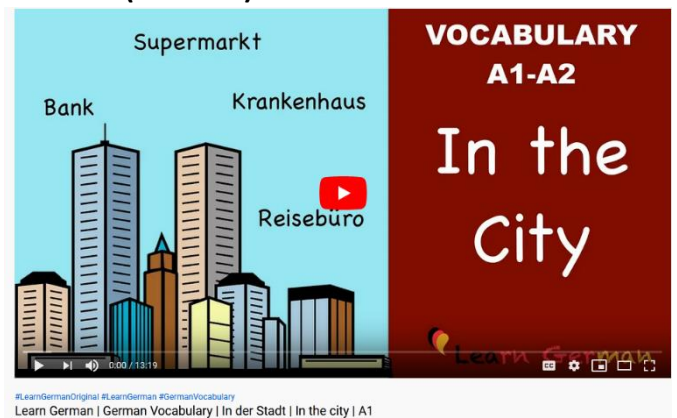 Supermarkt
Bank
Krankenhaus
Reisebüro
VOCABULARY
A1-A2
In the
City
Learn German
0:00 / 13:19
#LearnGermanOriginal #LearnGerman #GermanVocabulary
Learn German | German Vocabulary | In der Stadt | In the city | A1